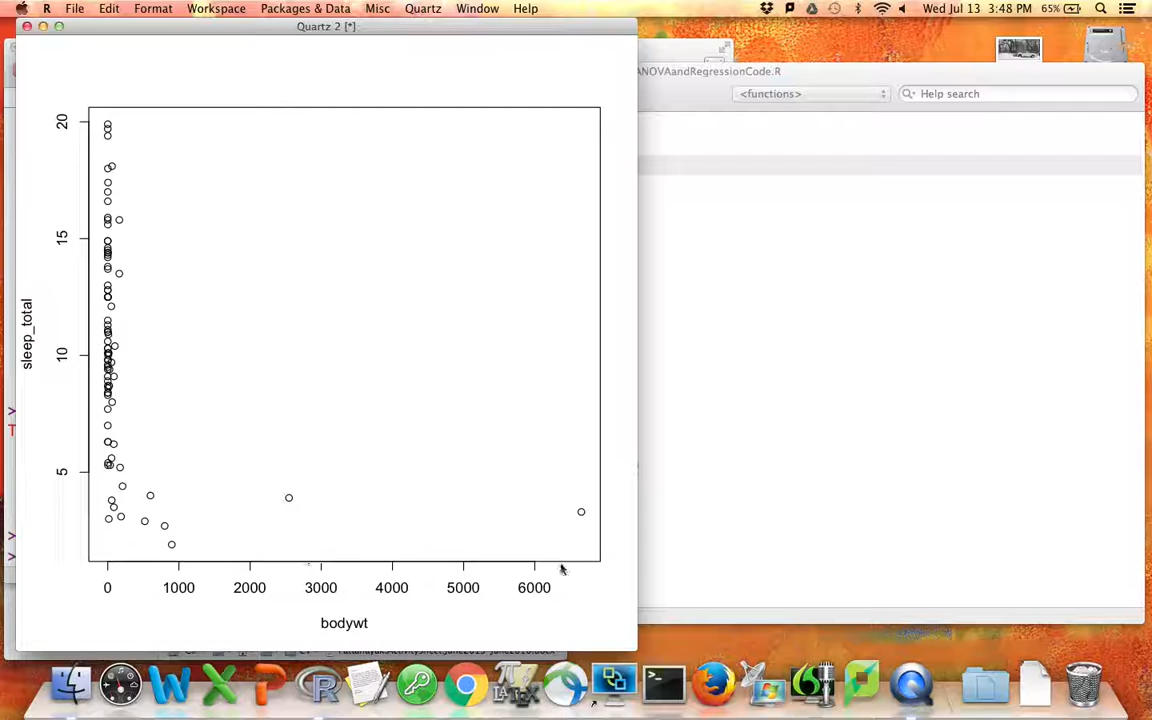 R File Edit Format Workspace Packages & Data Misc Quartz Window Help Wed Jul 13 3:48 PM 65%
Quartz 2 [*]
ANOVAandRegressionCode.R
<functions> Help search
20
15
10
5
sleep_total
0 1000 2000 3000 4000 5000 6000
bodywt
>
T
>
>